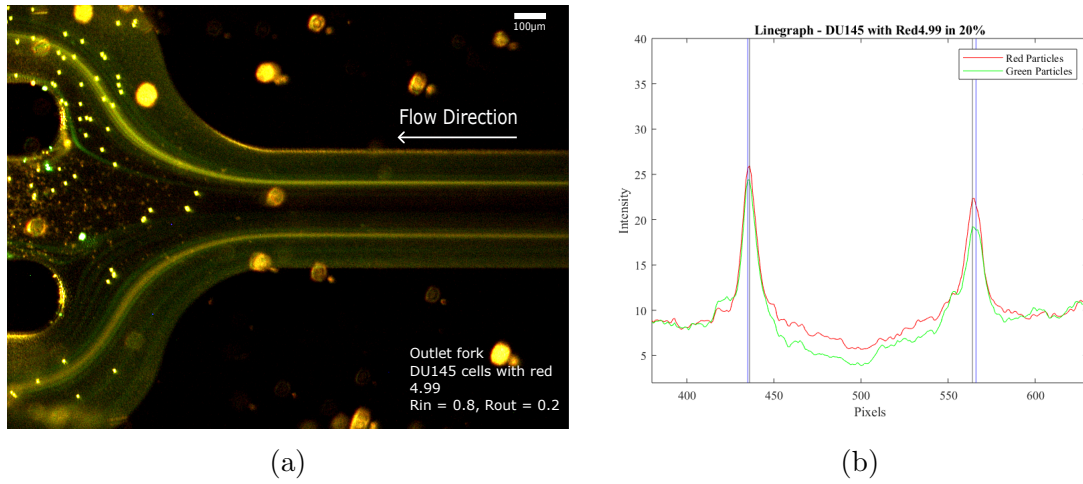 100μm
Flow Direction
Outlet fork
DU145 cells with red
4.99
Rin = 0.8, Rout = 0.2
(a)
Linegraph - DU145 with Red4.99 in 20%
Red Particles
Green Particles
Intensity
40
35
30
25
20
15
10
5
400
450
500
550
600
Pixels
(b)